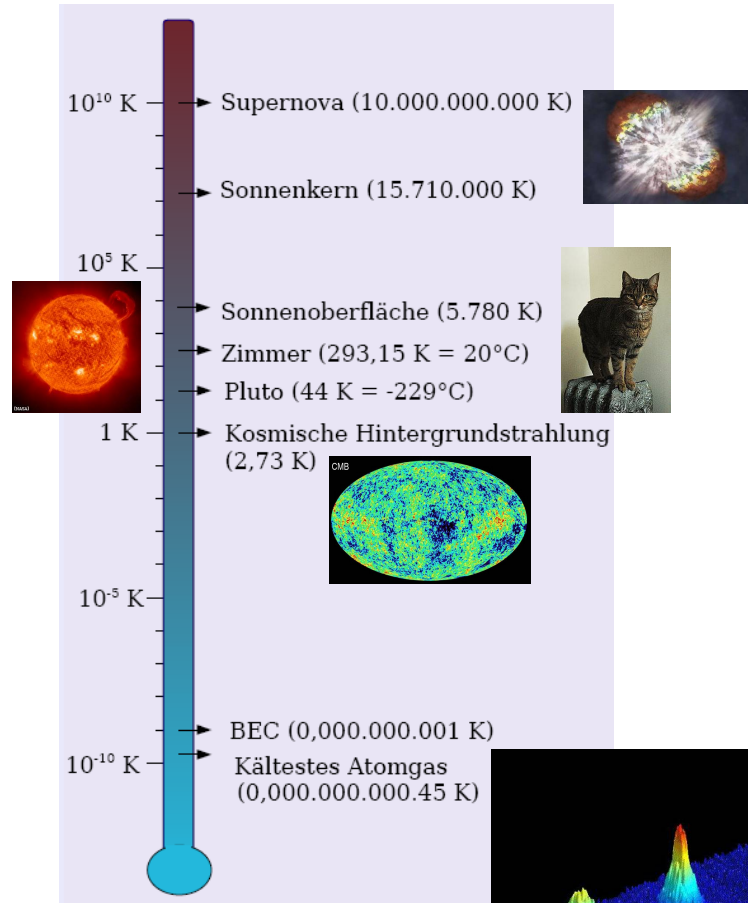 10¹⁰ K
Supernova (10.000.000.000 K)
Sonnenkern (15.710.000 K)
10⁵ K
Sonnenoberfläche (5.780 K)
Zimmer (293,15 K = 20°C)
Pluto (44 K = -229°C)
(NASA)
1 K
Kosmische Hintergrundstrahlung
(2,73 K)
CMB
10⁻⁵ K
BEC (0,000.000.001 K)
10⁻¹⁰ K
Kältestes Atomgas
(0,000.000.000.45 K)